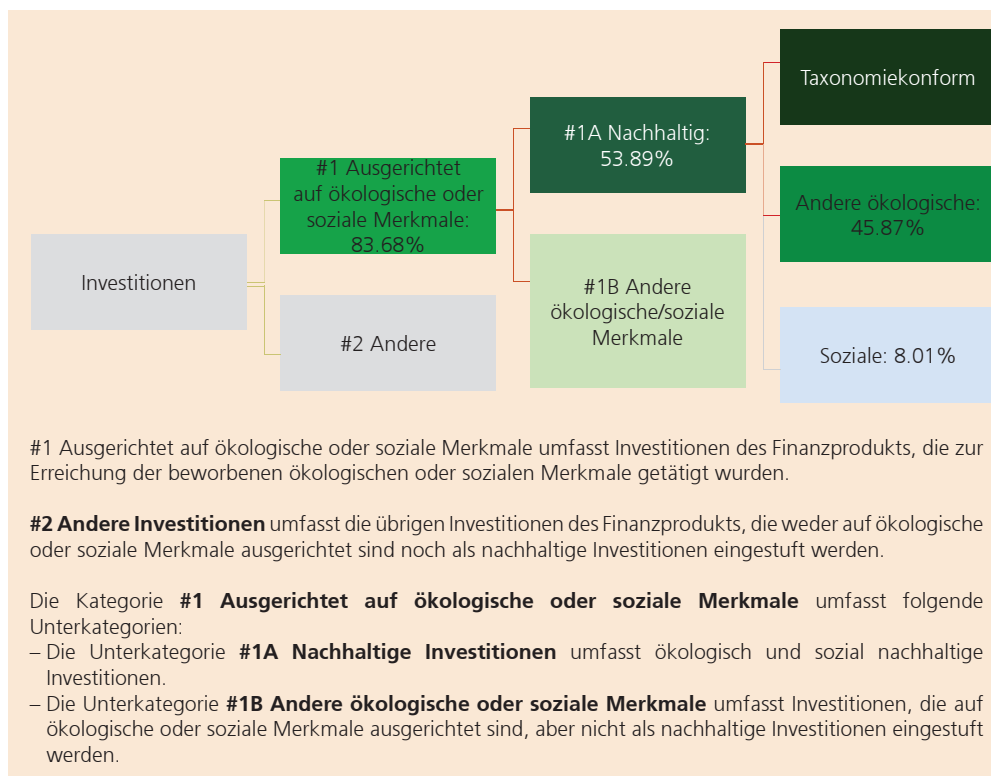 Investitionen
#1 Ausgerichtet
auf ökologische oder
soziale Merkmale:
83.68%
#2 Andere
#1A Nachhaltig:
53.89%
#1B Andere
ökologische/soziale
Merkmale
Taxonomiekonform
Andere ökologische:
45.87%
Soziale: 8.01%
#1 Ausgerichtet auf ökologische oder soziale Merkmale umfasst Investitionen des Finanzprodukts, die zur
Erreichung der beworbenen ökologischen oder sozialen Merkmale getätigt wurden.
#2 Andere Investitionen umfasst die übrigen Investitionen des Finanzprodukts, die weder auf ökologische
oder soziale Merkmale ausgerichtet sind noch als nachhaltige Investitionen eingestuft werden.
Die Kategorie #1 Ausgerichtet auf ökologische oder soziale Merkmale umfasst folgende
Unterkategorien:
– Die Unterkategorie #1A Nachhaltige Investitionen umfasst ökologisch und sozial nachhaltige
Investitionen.
– Die Unterkategorie #1B Andere ökologische oder soziale Merkmale umfasst Investitionen, die auf
ökologische oder soziale Merkmale ausgerichtet sind, aber nicht als nachhaltige Investitionen eingestuft
werden.